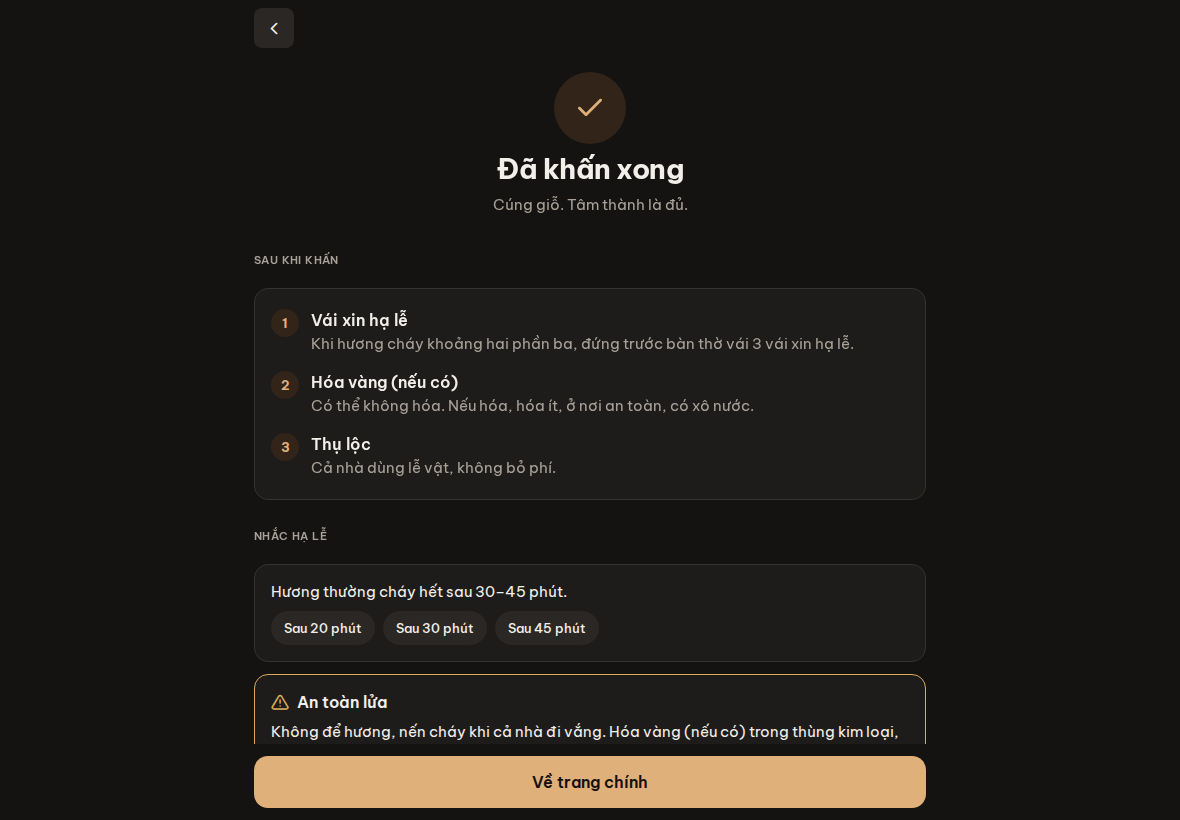 Đã khấn xong
Cúng giỗ. Tâm thành là đủ.
SAU KHI KHẤN
1
Vái xin hạ lễ
Khi hương cháy khoảng hai phần ba, đứng trước bàn thờ vái 3 vái xin hạ lễ.
2
Hóa vàng (nếu có)
Có thể không hóa. Nếu hóa, hóa ít, ở nơi an toàn, có xô nước.
3
Thụ lộc
Cả nhà dùng lễ vật, không bỏ phí.
NHẮC HẠ LỄ
Hương thường cháy hết sau 30–45 phút.
Sau 20 phút
Sau 30 phút
Sau 45 phút
An toàn lửa
Không để hương, nến cháy khi cả nhà đi vắng. Hóa vàng (nếu có) trong thùng kim loại,
Về trang chính